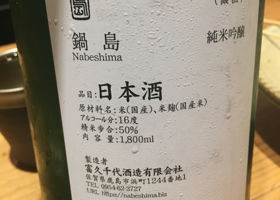 鍋島
Nabeshima
純米吟醸
品目：日本酒
原材料名：米（国産）、米麹（国産米）
アルコール分：16度
精米歩合：50％
内 容 量：1,800ml
製造者
富久千代酒造有限会社
佐賀県鹿島市浜町1244番地1
TEL 0954-62-3727
URL https://nabeshima.biz